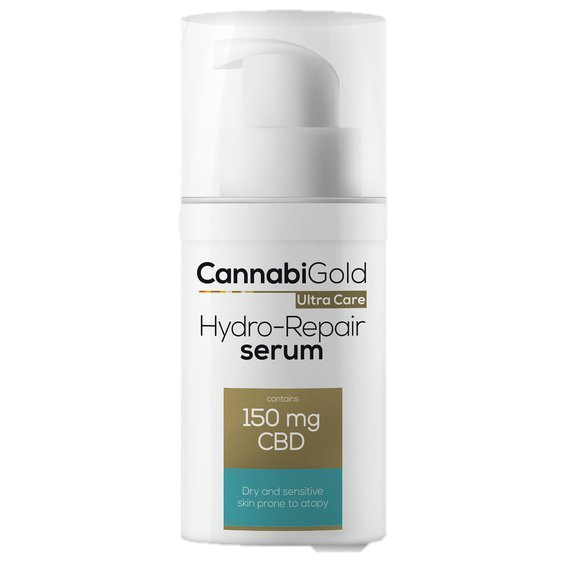 CannabiGold
Ultra Care
Hydro-Repair
serum
contains
150 mg
CBD
Dry and sensitive
skin prone to atopy